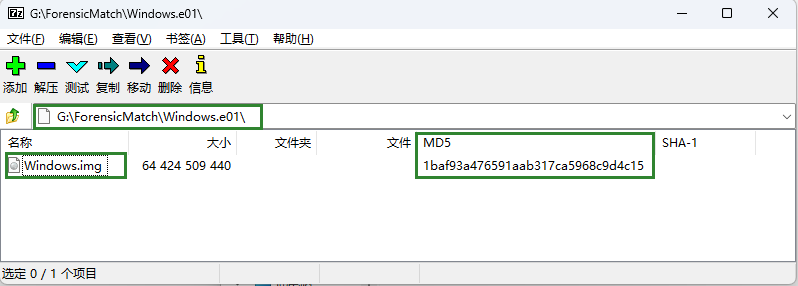 G:\ForensicMatch\Windows.e01\
文件(F) 编辑(E) 查看(V) 书签(A) 工具(T) 帮助(H)
添加 解压 测试 复制 移动 删除 信息
G:\ForensicMatch\Windows.e01\
名称 大小 文件夹 文件 MD5 SHA-1
Windows.img 64 424 509 440 1baf93a476591aab317ca5968c9d4c15
选定 0 / 1 个项目